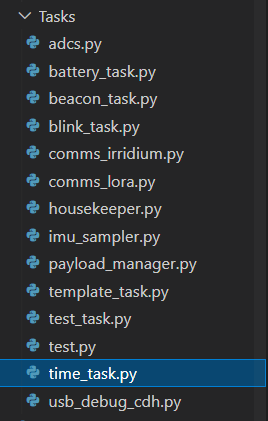 Tasks
adcs.py
battery_task.py
beacon_task.py
blink_task.py
comms_irridium.py
comms_lora.py
housekeeper.py
imu_sampler.py
payload_manager.py
template_task.py
test_task.py
test.py
time_task.py
usb_debug_cdh.py